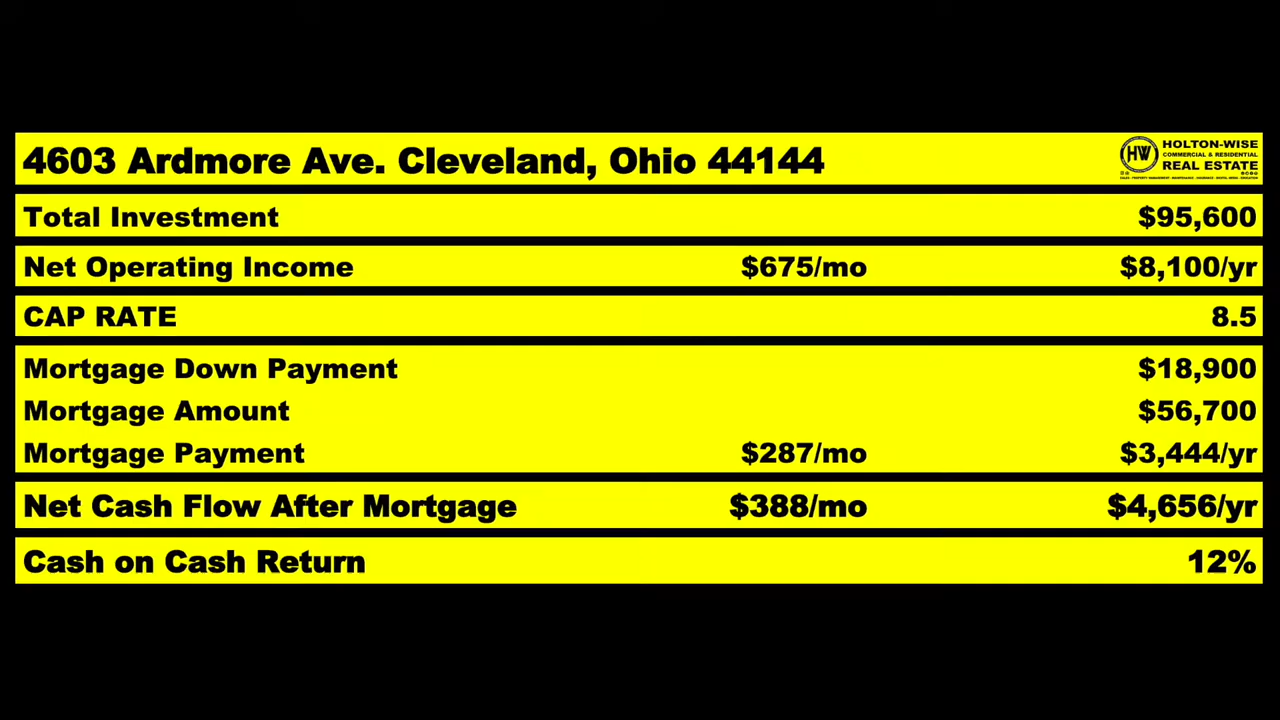 4603 Ardmore Ave. Cleveland, Ohio 44144
HW
HOLTON-WISE
COMMERCIAL & RESIDENTIAL
REAL ESTATE
Total Investment $95,600
Net Operating Income $675/mo $8,100/yr
CAP RATE 8.5
Mortgage Down Payment $18,900
Mortgage Amount $56,700
Mortgage Payment $287/mo $3,444/yr
Net Cash Flow After Mortgage $388/mo $4,656/yr
Cash on Cash Return 12%